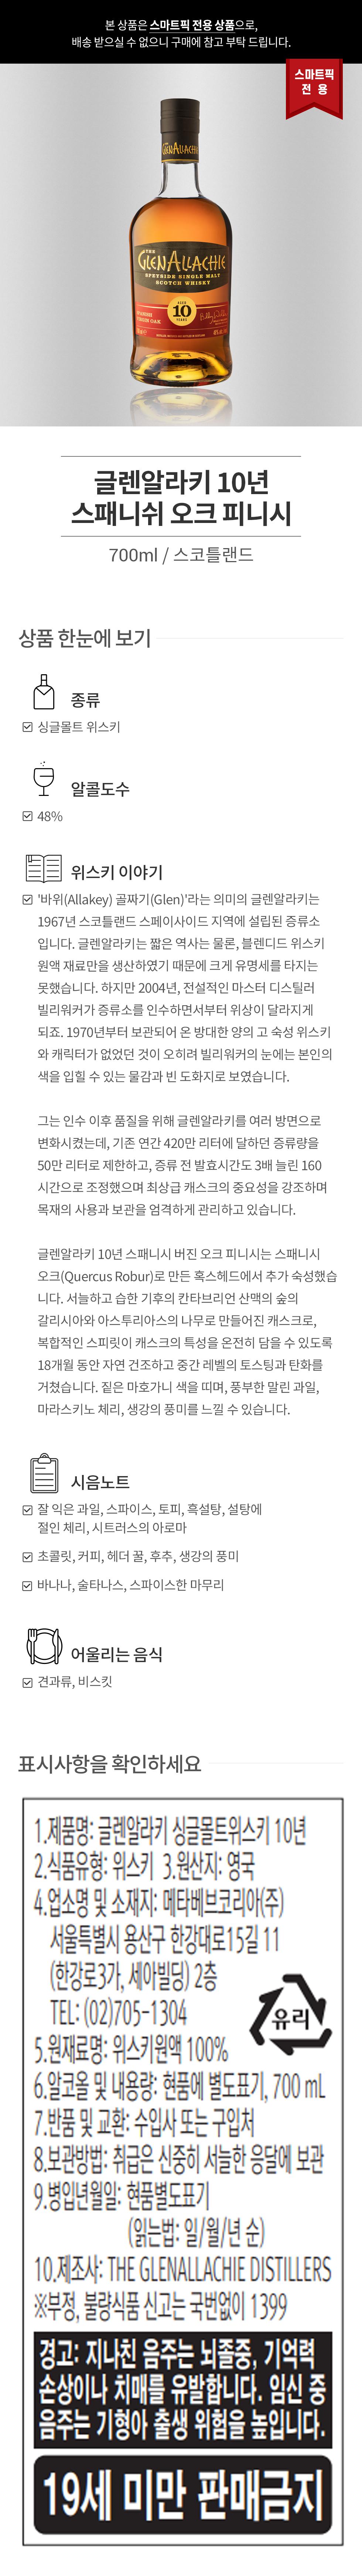 본 상품은 스마트픽 전용 상품으로,
배송 받으실 수 없으니 구매에 참고 부탁 드립니다.
스마트픽
전 용
GLENALLACHIE
THE
GLENALLACHIE
SPEYSIDE SINGLE MALT
SCOTCH WHISKY
AGED
10
YEARS
48%
글렌알라키 10년
스패니쉬 오크 피니시
700ml / 스코틀랜드
상품 한눈에 보기
종류
싱글몰트 위스키
알콜도수
48%
위스키 이야기
'바위(Allakey) 골짜기(Glen)'라는 의미의 글렌알라키는
1967년 스코틀랜드 스페이사이드 지역에 설립된 증류소
입니다. 글렌알라키는 짧은 역사는 물론, 블렌디드 위스키
원액 재료만을 생산하였기 때문에 크게 유명세를 타지는
못했습니다. 하지만 2004년, 전설적인 마스터 디스틸러
빌리워커가 증류소를 인수하면서부터 위상이 달라지게
되죠. 1970년부터 보관되어 온 방대한 양의 고 숙성 위스키
와 캐릭터가 없었던 것이 오히려 빌리워커의 눈에는 본인의
색을 입힐 수 있는 물감과 빈 도화지로 보였습니다.
그는 인수 이후 품질을 위해 글렌알라키를 여러 방면으로
변화시켰는데, 기존 연간 420만 리터에 달하던 증류량을
50만 리터로 제한하고, 증류 전 발효시간도 3배 늘린 160
시간으로 조정했으며 최상급 캐스크의 중요성을 강조하며
목재의 사용과 보관을 엄격하게 관리하고 있습니다.
글렌알라키 10년 스패니시 버진 오크 피니시는 스패니시
오크(Quercus Robur)로 만든 혹스헤드에서 추가 숙성했습
니다. 서늘하고 습한 기후의 칸타브리언 산맥의 숲의
갈리시아와 아스투리아스의 나무로 만들어진 캐스크로,
복합적인 스피릿이 캐스크의 특성을 온전히 담을 수 있도록
18개월 동안 자연 건조하고 중간 레벨의 토스팅과 탄화를
거쳤습니다. 짙은 마호가니 색을 띠며, 풍부한 말린 과일,
마라스키노 체리, 생강의 풍미를 느낄 수 있습니다.
시음노트
잘 익은 과일, 스파이스, 토피, 흑설탕, 설탕에
절인 체리, 시트러스의 아로마
초콜릿, 커피, 헤더 꿀, 후추, 생강의 풍미
바나나, 술타나스, 스파이스한 마무리
어울리는 음식
견과류, 비스킷
표시사항을 확인하세요
1.제품명: 글렌알라키 싱글몰트위스키 10년
2.식품유형: 위스키 3.원산지: 영국
4.업소명 및 소재지: 메타베브코리아(주)
서울특별시 용산구 한강대로15길 11
(한강로3가, 세아빌딩) 2층
TEL: (02)705-1304
유리
5.원재료명: 위스키원액 100%
6.알코올 및 내용량: 현품에 별도표기, 700 mL
7.반품 및 교환: 수입사 또는 구입처
8.보관방법: 취급은 신중히 서늘한 응달에 보관
9.병입년월일: 현품별도표기
(읽는법: 일/월/년 순)
10.제조사: THE GLENALLACHIE DISTILLERS
※부정, 불량식품 신고는 국번없이 1399
경고: 지나친 음주는 뇌졸중, 기억력
손상이나 치매를 유발합니다. 임신 중
음주는 기형아 출생 위험을 높입니다.
19세 미만 판매금지